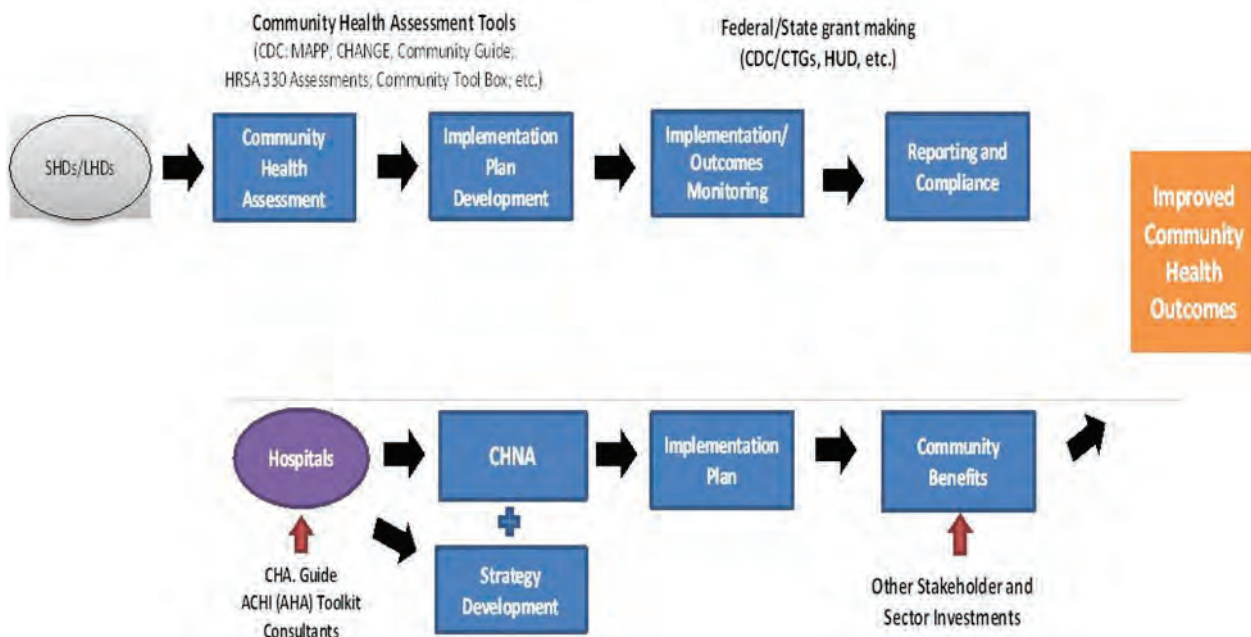 Community Health Assessment Tools
(CDC: MAPP, CHANGE, Community Guide;
HRSA 330 Assessments; Community Tool Box; etc.)
Federal/State grant making
(CDC/CTGs, HUD, etc.)
SHDs/LHDs
Community
Health
Assessment
Implementation
Plan
Development
Implementation/
Outcomes
Monitoring
Reporting and
Compliance
Improved
Community
Health
Outcomes
Hospitals
CHNA
Implementation
Plan
Community
Benefits
CHA. Guide
ACHI (AHA) Toolkit
Consultants
Strategy
Development
Other Stakeholder and
Sector Investments